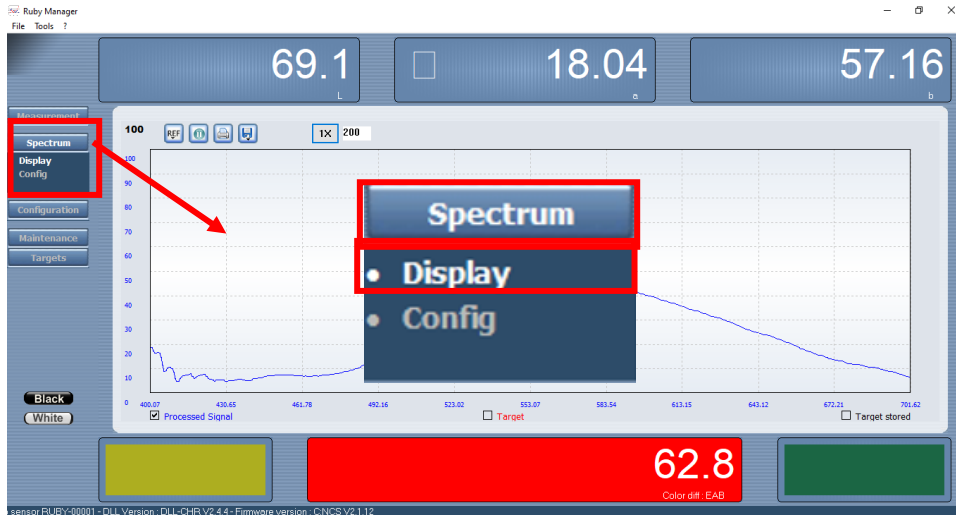 Ruby Manager
File Tools ?
69.1
L
18.04
a
57.16
b
Measurement
Spectrum
Display
Config
Configuration
Maintenance
Targets
Black
White
100
REF
1X
200
100
90
80
70
60
50
40
30
20
10
0
400.07 430.65 461.78 492.16 523.02 553.07 583.54 613.15 643.12 672.21 701.62
Processed Signal
Target
Target stored
Spectrum
Display
Config
62.8
Color diff : EAB
sensor RUBY-00001 - DLL Version : DLL-CHR V2.4.4 - Firmware version : C:NCS V2.1.12